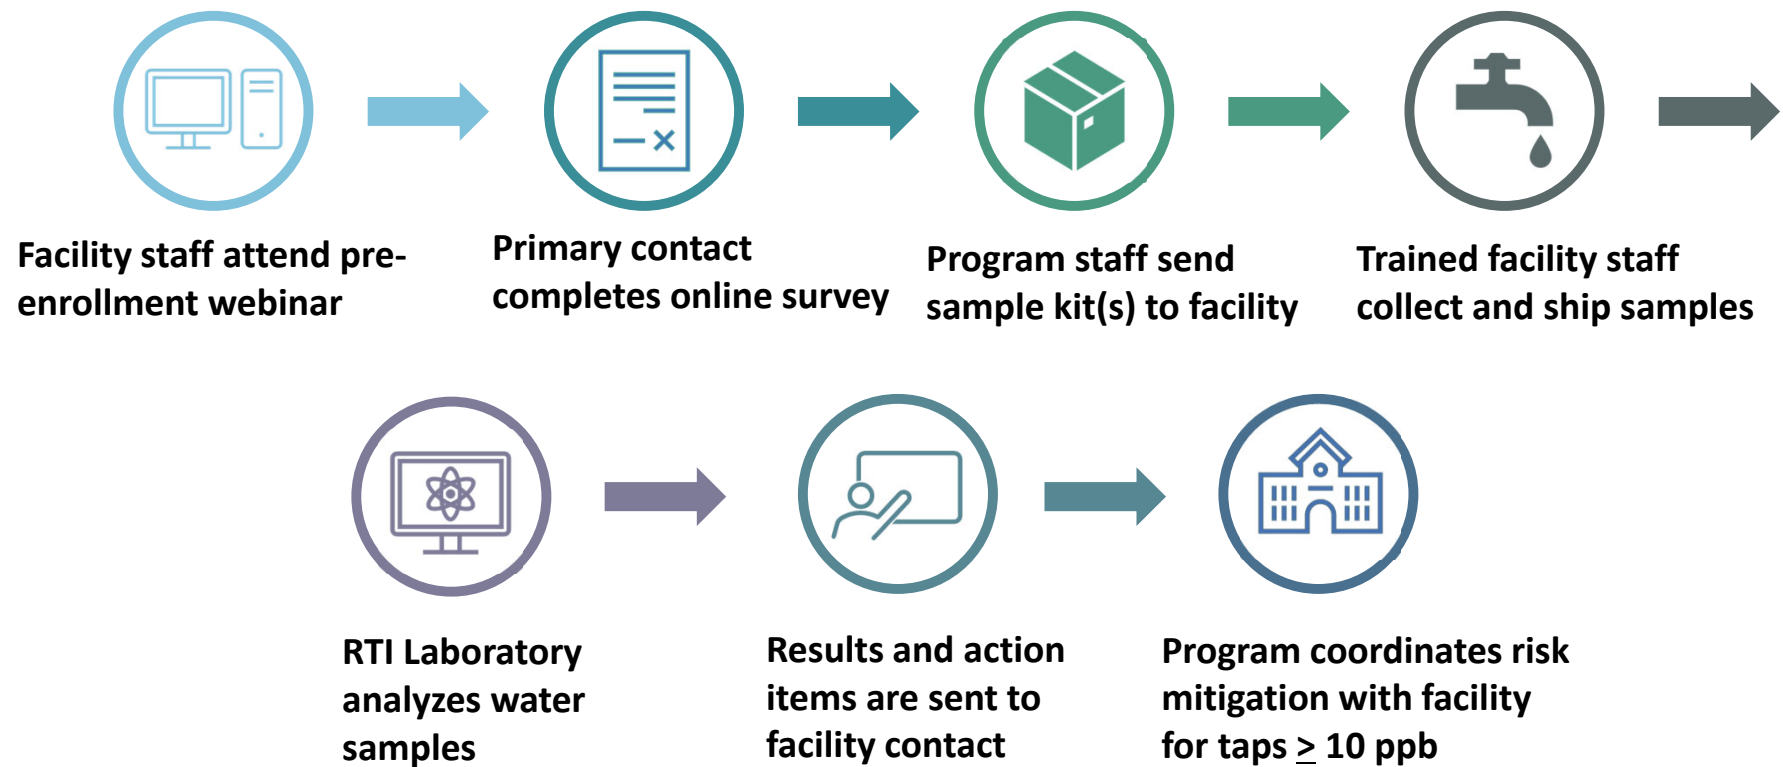 Facility staff attend pre-
enrollment webinar
Primary contact
completes online survey
Program staff send
sample kit(s) to facility
Trained facility staff
collect and ship samples
RTI Laboratory
analyzes water
samples
Results and action
items are sent to
facility contact
Program coordinates risk
mitigation with facility
for taps ≥ 10 ppb